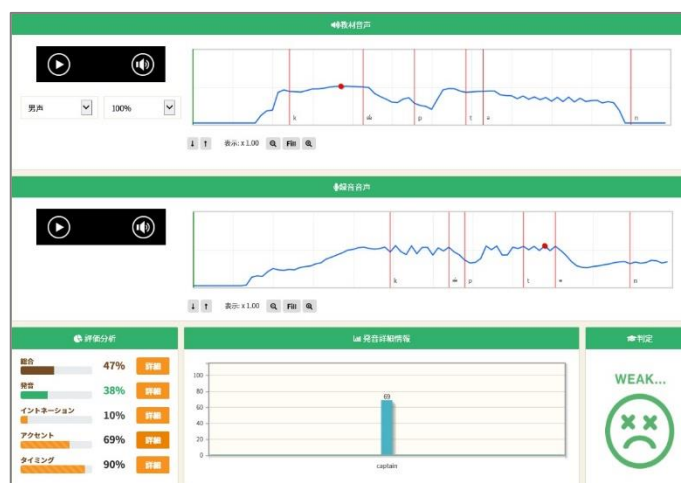 教材音声
男声
100%
k
æ
p
t
ə
n
↓ ↑ 表示: x 1.00 Fill
録音音声
k
æ
p
t
ə
n
↓ ↑ 表示: x 1.00 Fill
評価分析
総合 47% 詳細
発音 38% 詳細
イントネーション 10% 詳細
アクセント 69% 詳細
タイミング 90% 詳細
発音詳細情報
100
80
60
40
20
0
69
captain
判定
WEAK...